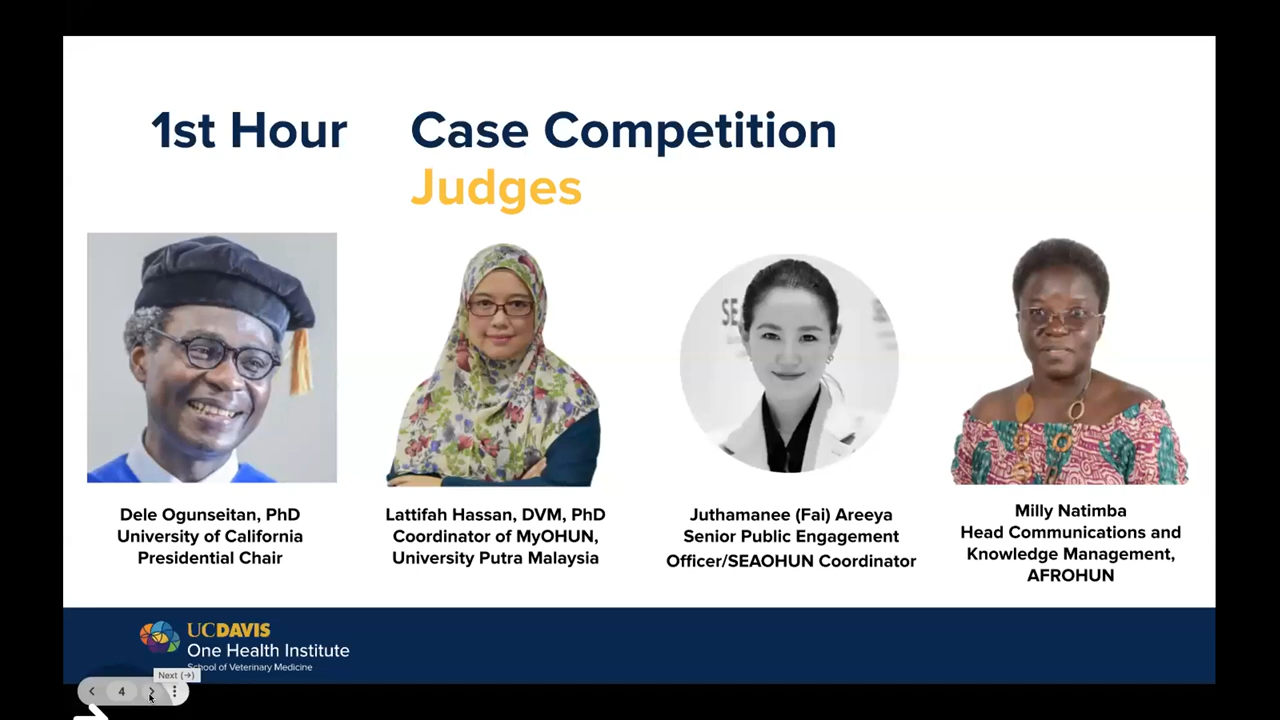 1st Hour
Case Competition
Judges
SE
Dele Ogunseitan, PhD
University of California
Presidential Chair
Lattifah Hassan, DVM, PhD
Coordinator of MyOHUN,
University Putra Malaysia
Juthamanee (Fai) Areeya
Senior Public Engagement
Officer/SEAOHUN Coordinator
Milly Natimba
Head Communications and
Knowledge Management,
AFROHUN
UCDAVIS
One Health Institute
School of Veterinary Medicine
Next (→)
4